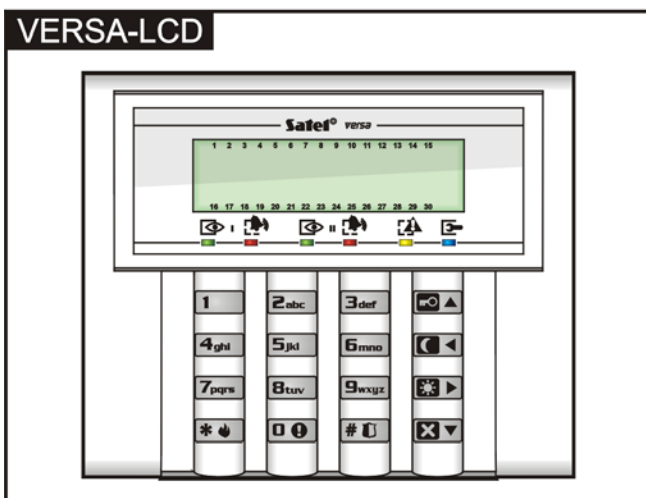 VERSA-LCD
Satel® versa
1 2 3 4 5 6 7 8 9 10 11 12 13 14 15
16 17 18 19 20 21 22 23 24 25 26 27 28 29 30
I II
1 2abc 3def
4ghi 5jkl 6mno
7pqrs 8tuv 9wxyz
* 0 #